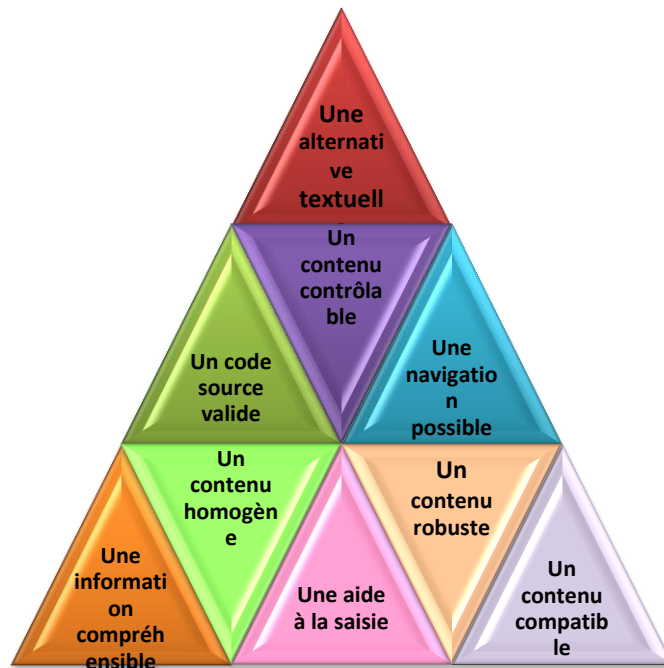 Une
alternati
ve
textuell
Un
contenu
contrôla
ble
Un code
source
valide
Une
navigatio
n
possible
Un
contenu
homogèn
e
Un
contenu
robuste
Une
informati
on
compréh
ensible
Une aide
à la saisie
Un
contenu
compatib
le